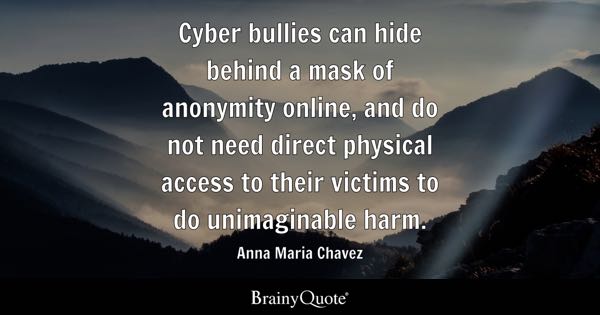 Cyber bullies can hide
behind a mask of
anonymity online, and do
not need direct physical
access to their victims to
do unimaginable harm.
Anna Maria Chavez
BrainyQuote®